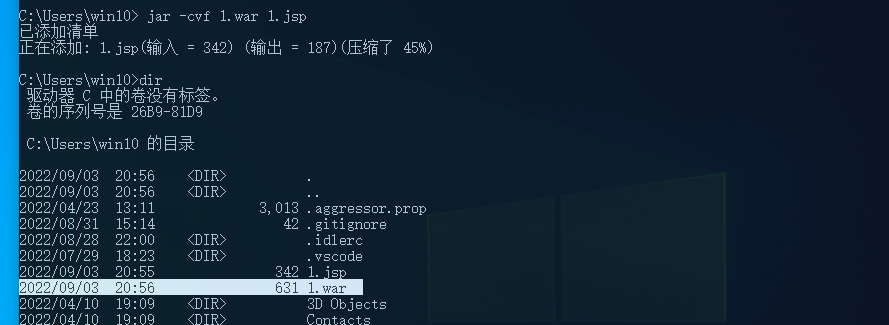 C:\Users\win10> jar -cvf 1.war 1.jsp
已添加清单
正在添加: 1.jsp(输入 = 342) (输出 = 187)(压缩了 45%)
C:\Users\win10>dir
驱动器 C 中的卷没有标签。
卷的序列号是 26B9-81D9
C:\Users\win10 的目录
2022/09/03  20:56    <DIR>          .
2022/09/03  20:56    <DIR>          ..
2022/04/23  13:11             3,013 .aggressor.prop
2022/08/31  15:14                42 .gitignore
2022/08/28  22:00    <DIR>          .idlerc
2022/07/29  18:23    <DIR>          .vscode
2022/09/03  20:55               342 1.jsp
2022/09/03  20:56               631 1.war
2022/04/10  19:09    <DIR>          3D Objects
2022/04/10  19:09    <DIR>          Contacts